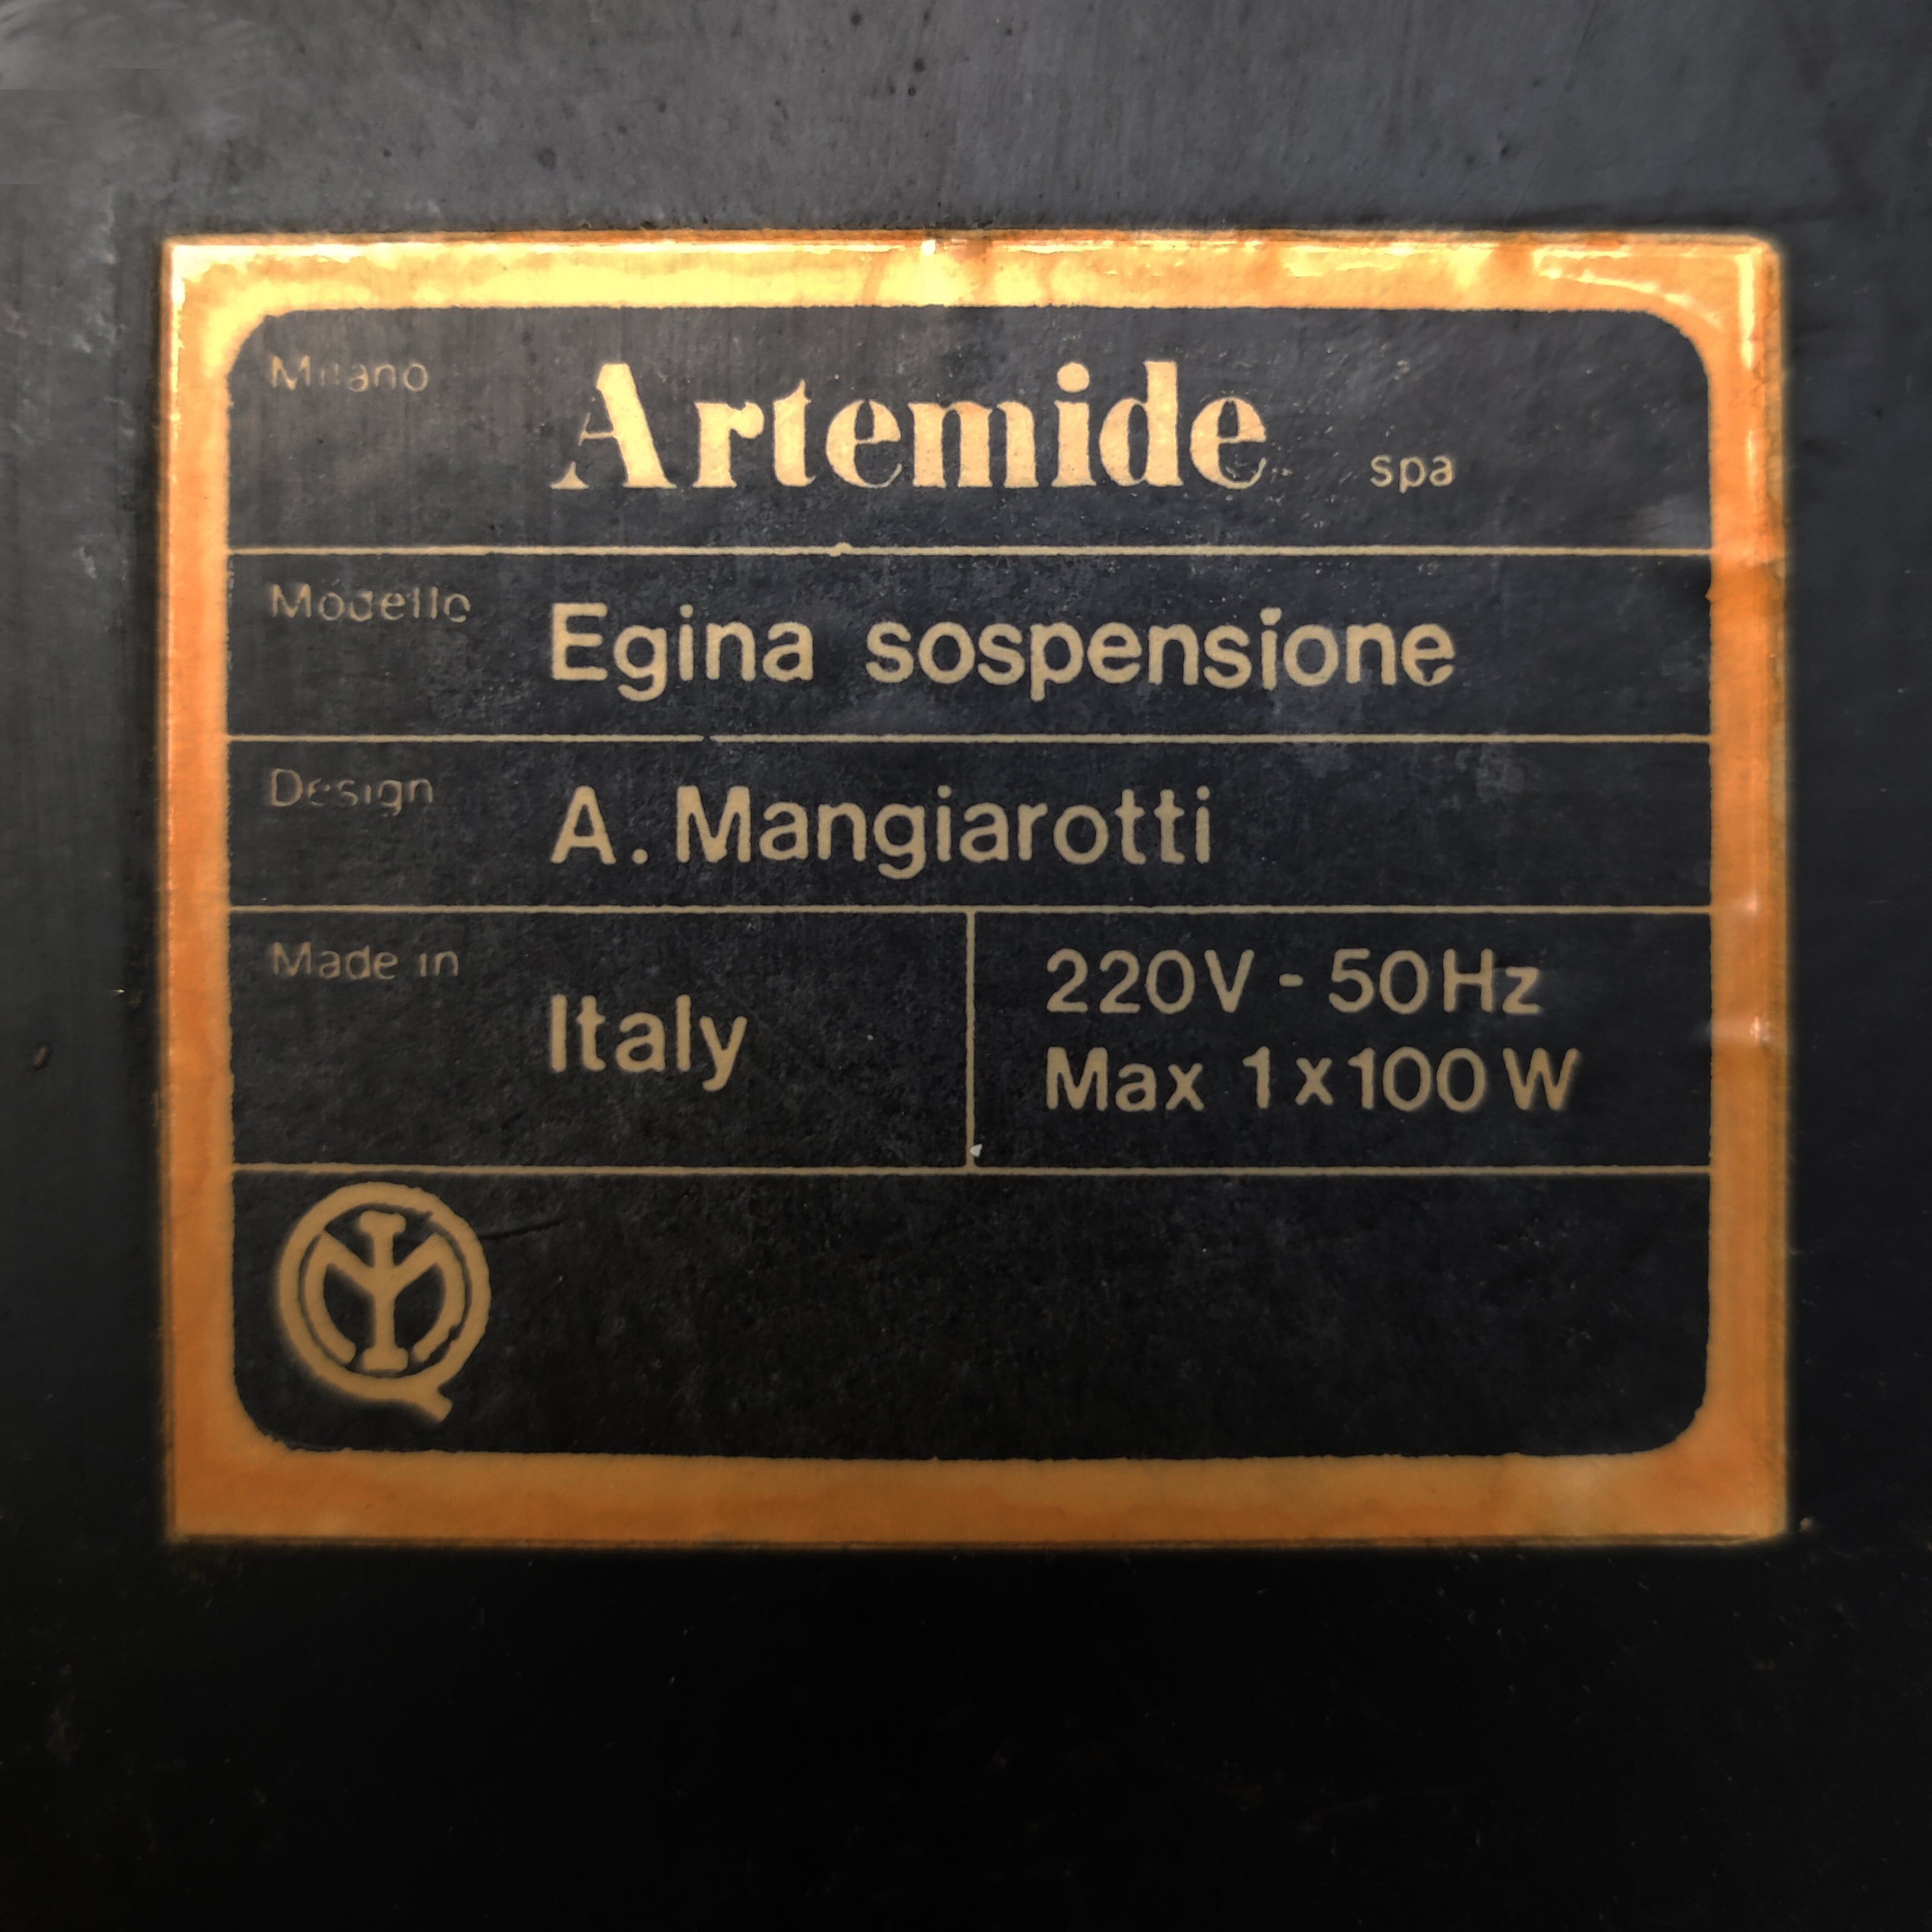 Milano Artemide spa
Modello Egina sospensione
Design A. Mangiarotti
Made in Italy
220V - 50Hz
Max 1x100W